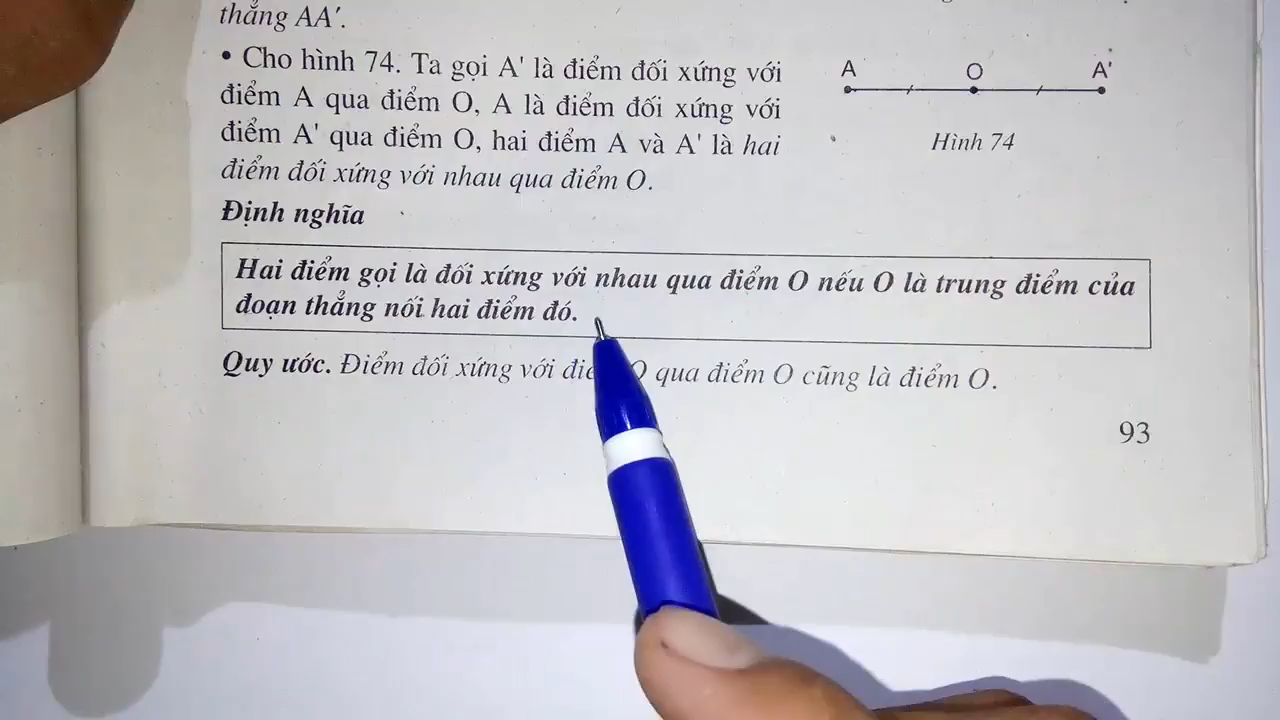 thẳng AA'.
• Cho hình 74. Ta gọi A' là điểm đối xứng với
điểm A qua điểm O, A là điểm đối xứng với
điểm A' qua điểm O, hai điểm A và A' là hai
điểm đối xứng với nhau qua điểm O.
A O A'
Hình 74
Định nghĩa
Hai điểm gọi là đối xứng với nhau qua điểm O nếu O là trung điểm của
đoạn thẳng nối hai điểm đó.
Quy ước. Điểm đối xứng với O qua điểm O cũng là điểm O.
93